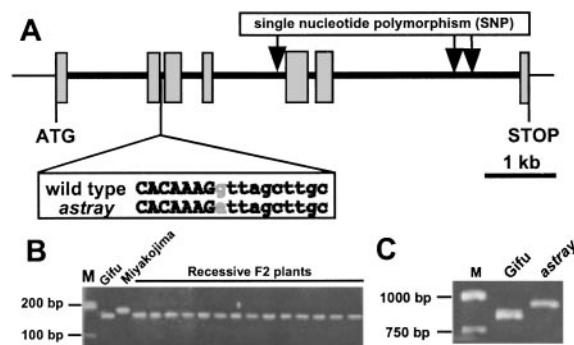 A
single nucleotide polymorphism (SNP)
ATG
STOP
1 kb
wild type CACAAAGgttagcttgc
astray CACAAAGattagcttgc
B
M Gifu Miyakojima Recessive F2 plants
200 bp
100 bp
C
M Gifu astray
1000 bp
750 bp